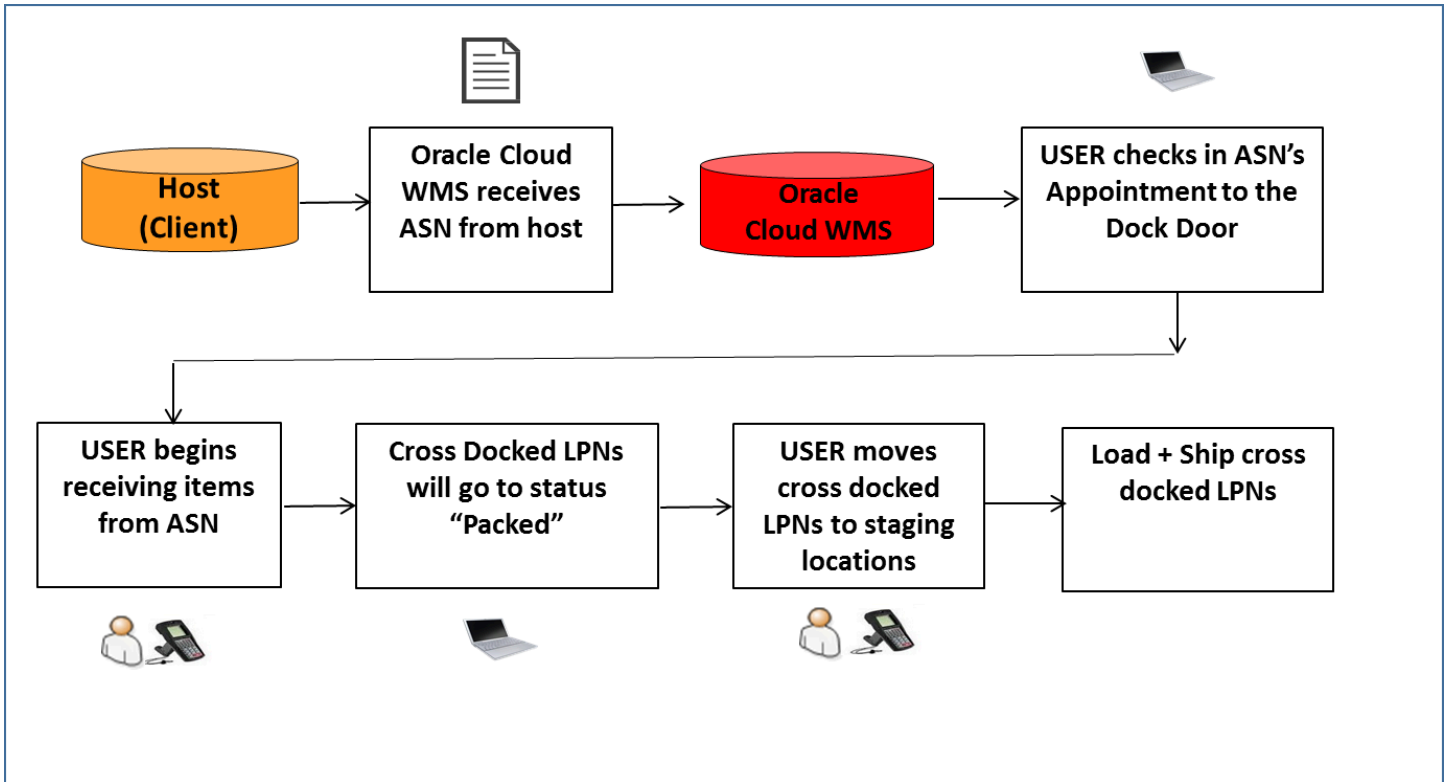 Host
(Client)
Oracle Cloud
WMS receives
ASN from host
Oracle
Cloud WMS
USER checks in ASN’s
Appointment to the
Dock Door
USER begins
receiving items
from ASN
Cross Docked LPNs
will go to status
“Packed”
USER moves
cross docked
LPNs to staging
locations
Load + Ship cross
docked LPNs